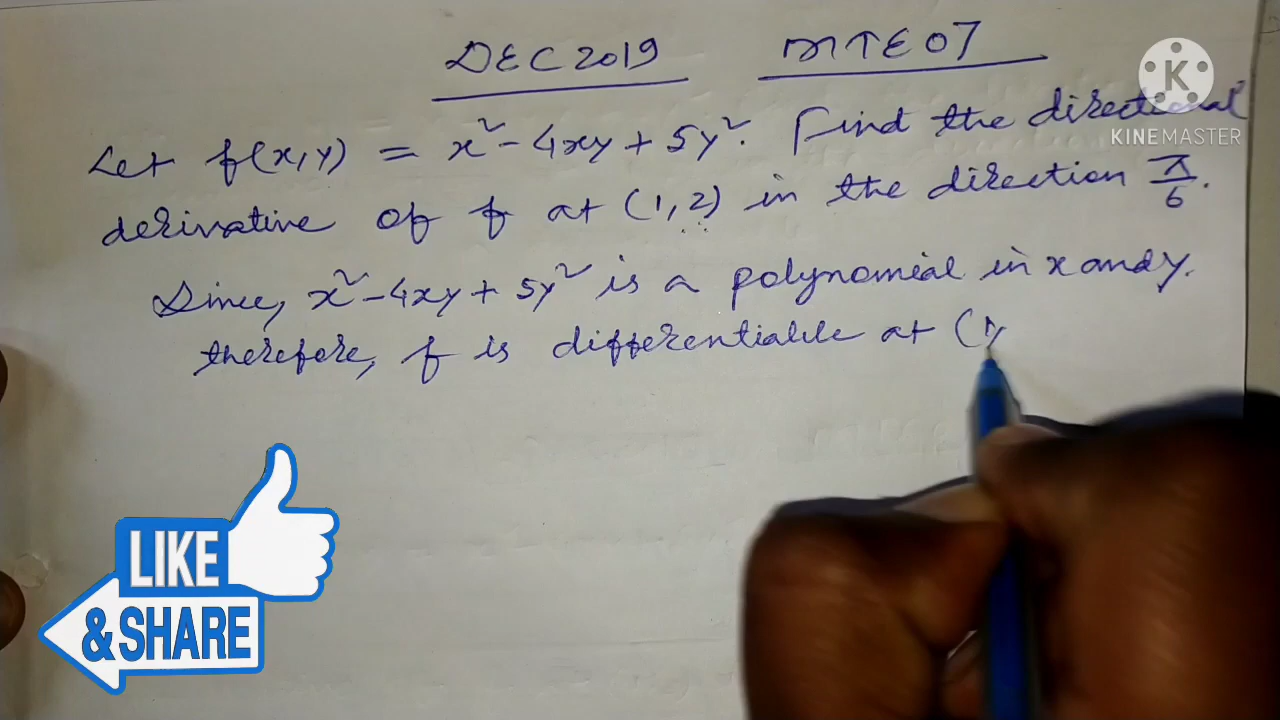 DEC 2019 MTE 07
Let f(x,y) = x² - 4xy + 5y². Find the directional
derivative of f at (1,2) in the direction π/6.
Since, x² - 4xy + 5y² is a polynomial in x and y.
therefore, f is differentiable at (1,
K
KINEMASTER
LIKE
& SHARE